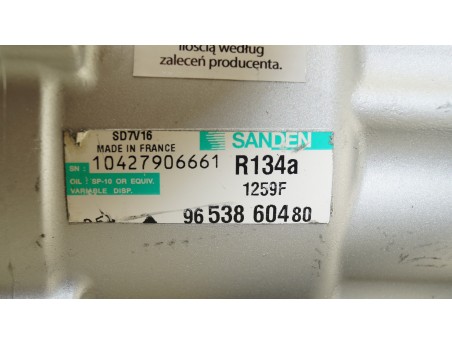 ilością według
zaleceń producenta.
SD7V16
MADE IN FRANCE
SANDEN
SN :
10427906661
R134a
OIL : SP-10 OR EQUIV.
VARIABLE DISP.
1259F
96 538 604 80